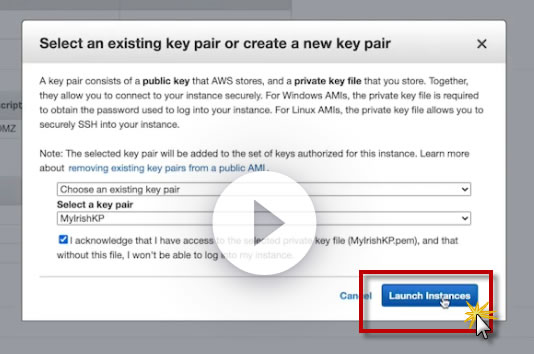 Select an existing key pair or create a new key pair
A key pair consists of a public key that AWS stores, and a private key file that you store. Together,
they allow you to connect to your instance securely. For Windows AMIs, the private key file is required
to obtain the password used to log into your instance. For Linux AMIs, the private key file allows you to
securely SSH into your instance.
script
OMZ
Note: The selected key pair will be added to the set of keys authorized for this instance. Learn more
about removing existing key pairs from a public AMI.
Choose an existing key pair
Select a key pair
MyIrishKP
I acknowledge that I have access to the selected private key file (MyIrishKP.pem), and that
without this file, I won't be able to log into my instance.
Cancel Launch Instances